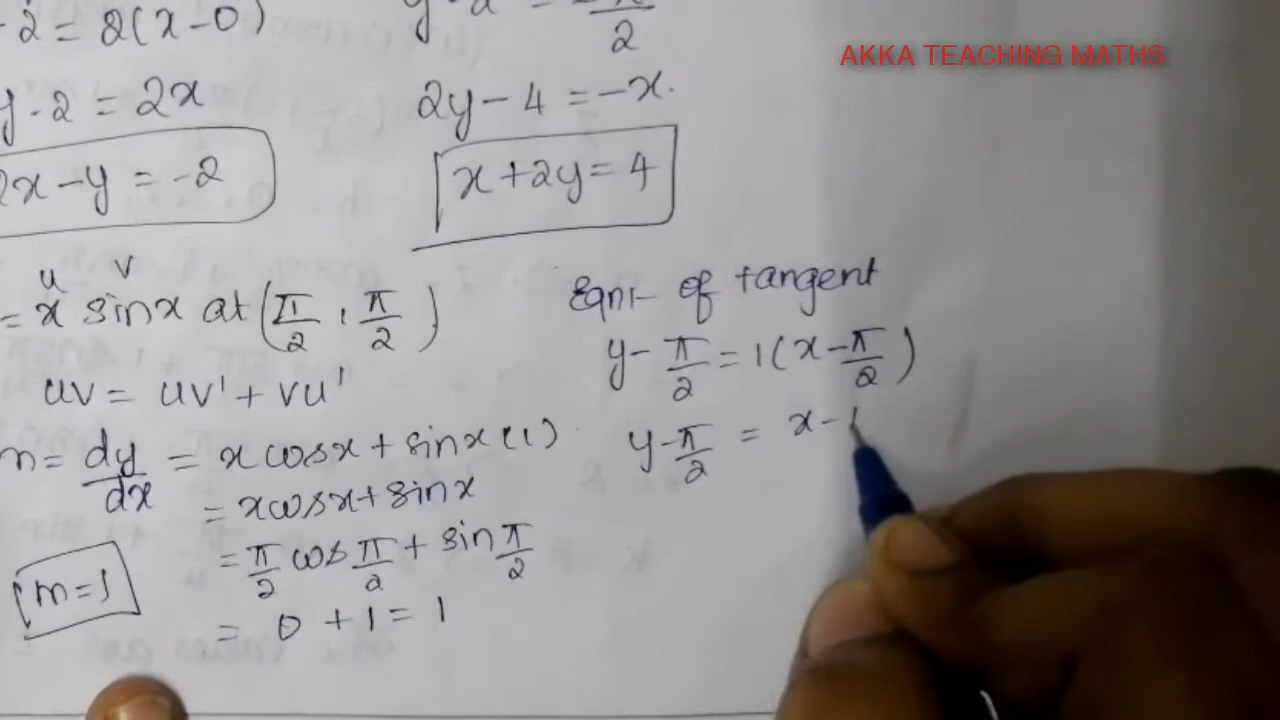 AKKA TEACHING MATHS
-2 = 2(x-0)
2
y-2 = 2x
2y-4 = -x.
2x-y = -2
x+2y = 4
u v
= x sinx at (π/2, π/2)
uv = uv' + vu'
m = dy/dx = x cosx + sinx (1)
= x cosx + sinx
= π/2 cos π/2 + sin π/2
m=1
= 0 + 1 = 1
Eqn:- of tangent
y - π/2 = 1(x - π/2)
y - π/2 = x -